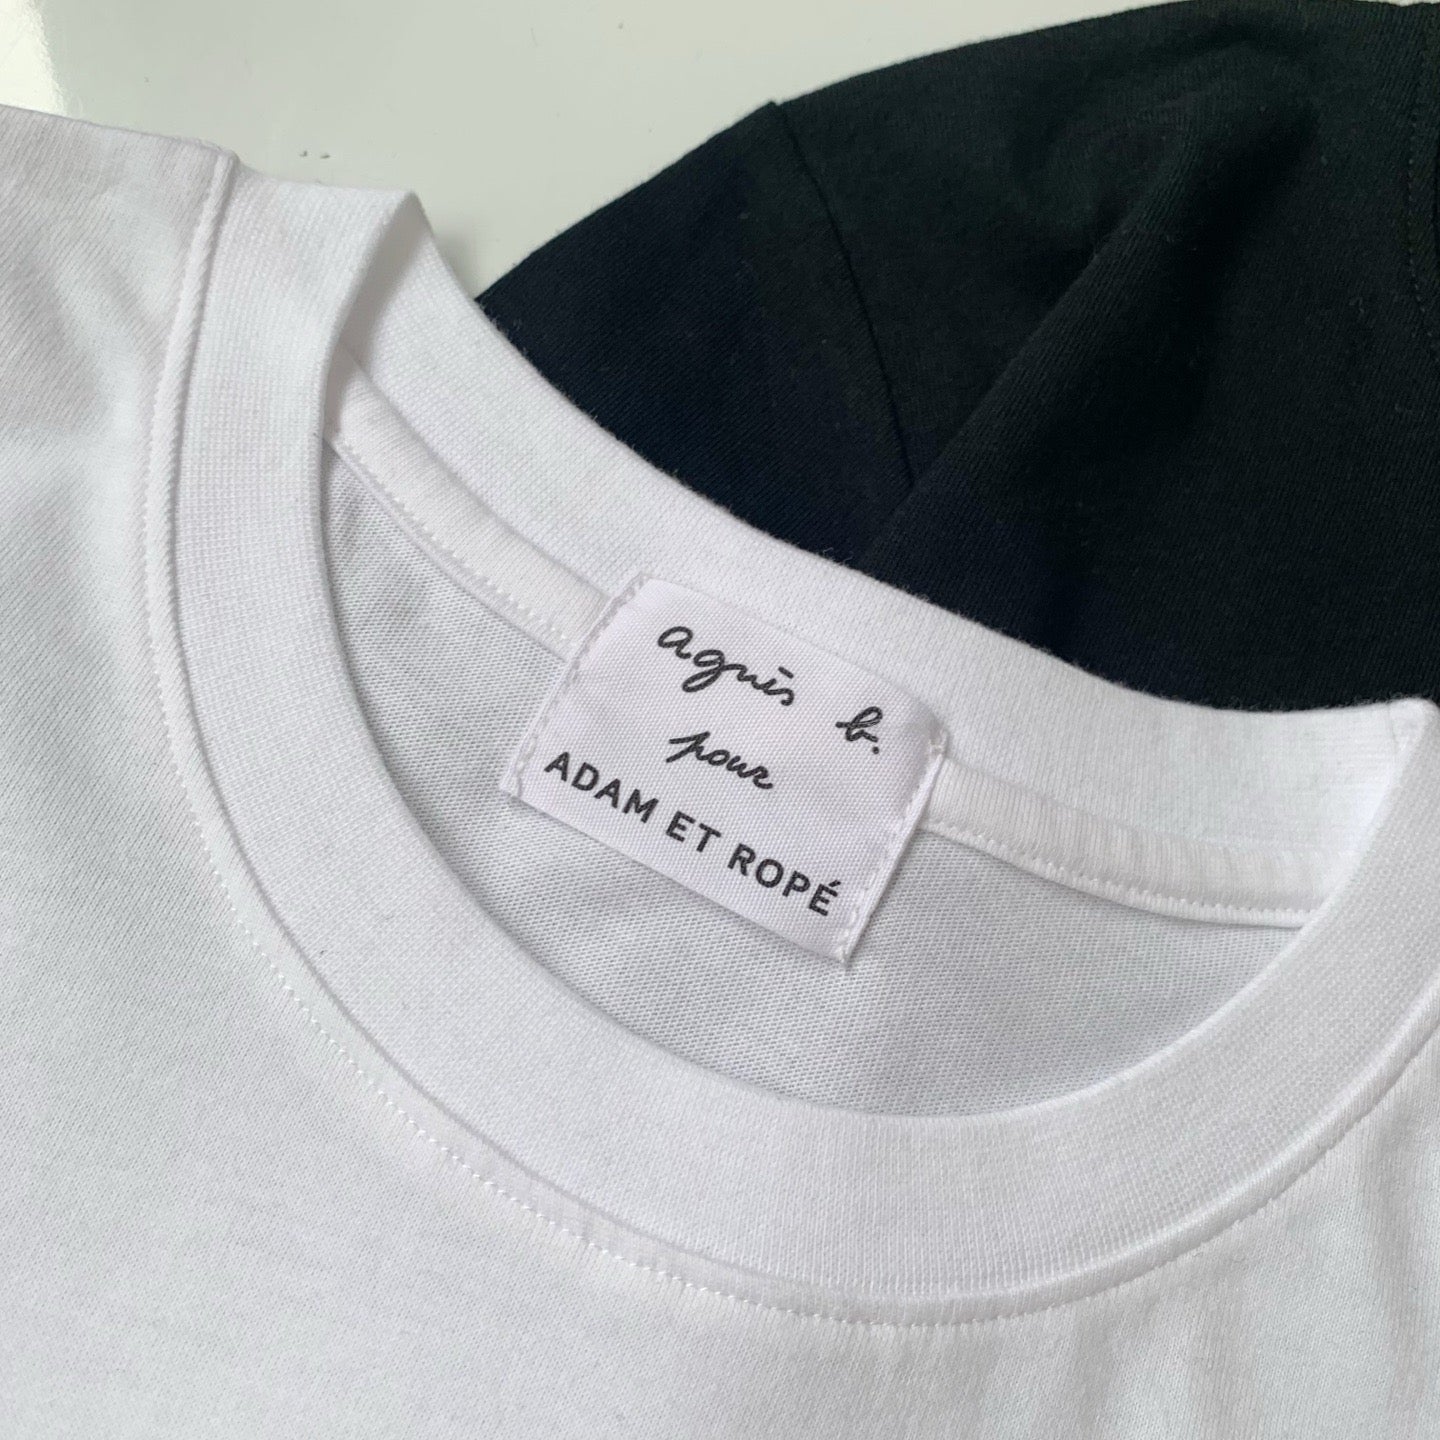 agnès b.
pour
ADAM ET ROPÉ